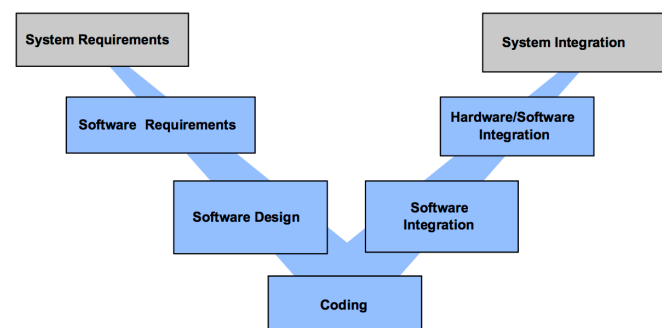 System Requirements
System Integration
Software Requirements
Hardware/Software
Integration
Software Design
Software
Integration
Coding